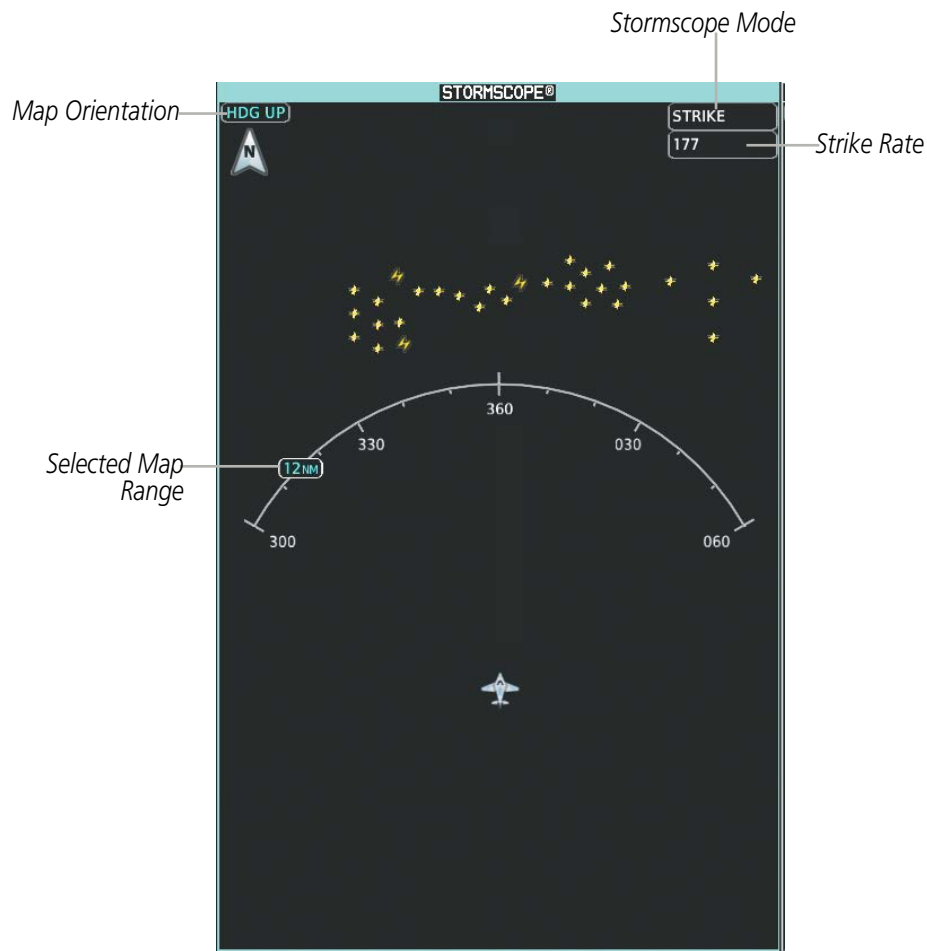 Stormscope Mode
STORMSCOPE®
Map Orientation
HDG UP
STRIKE
N
177
Strike Rate
360
330
030
Selected Map
Range
12NM
300
060